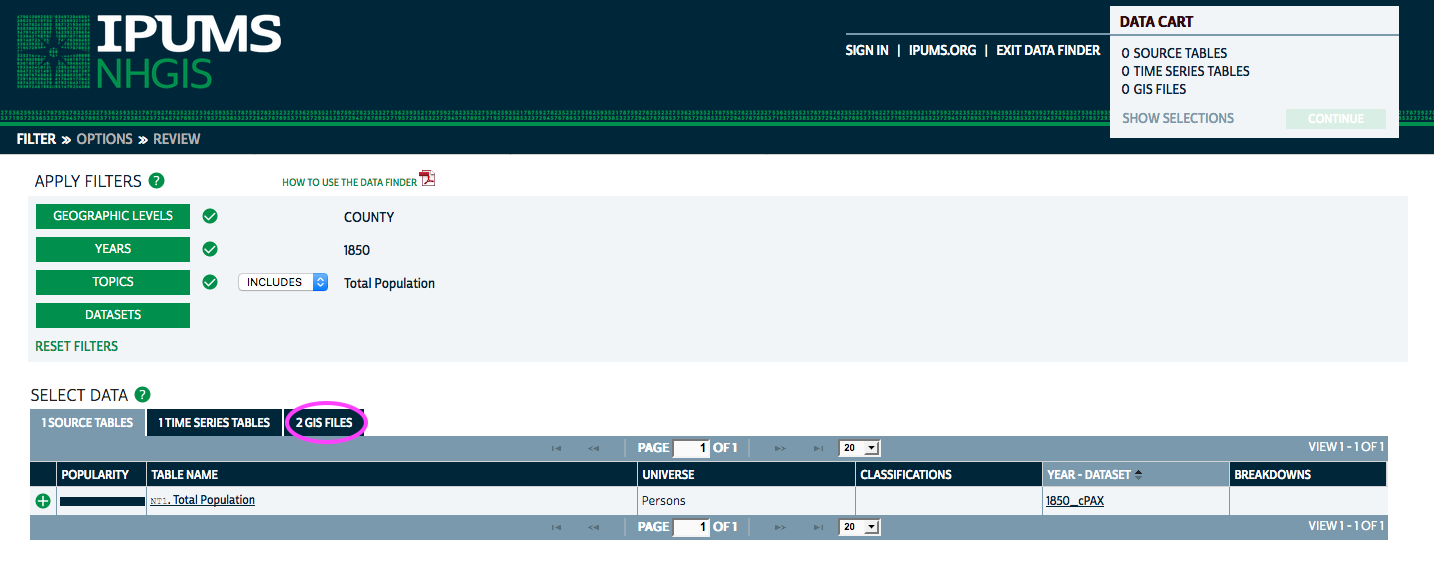 IPUMS
NHGIS
SIGN IN | IPUMS.ORG | EXIT DATA FINDER
DATA CART
0 SOURCE TABLES
0 TIME SERIES TABLES
0 GIS FILES
SHOW SELECTIONS CONTINUE
FILTER » OPTIONS » REVIEW
APPLY FILTERS ? HOW TO USE THE DATA FINDER
GEOGRAPHIC LEVELS COUNTY
YEARS 1850
TOPICS INCLUDES Total Population
DATASETS
RESET FILTERS
SELECT DATA ?
1 SOURCE TABLES 1 TIME SERIES TABLES 2 GIS FILES
PAGE 1 OF 1 20 VIEW 1 - 1 OF 1
POPULARITY TABLE NAME UNIVERSE CLASSIFICATIONS YEAR - DATASET BREAKDOWNS
NT1. Total Population Persons 1850_cPAX
PAGE 1 OF 1 20 VIEW 1 - 1 OF 1